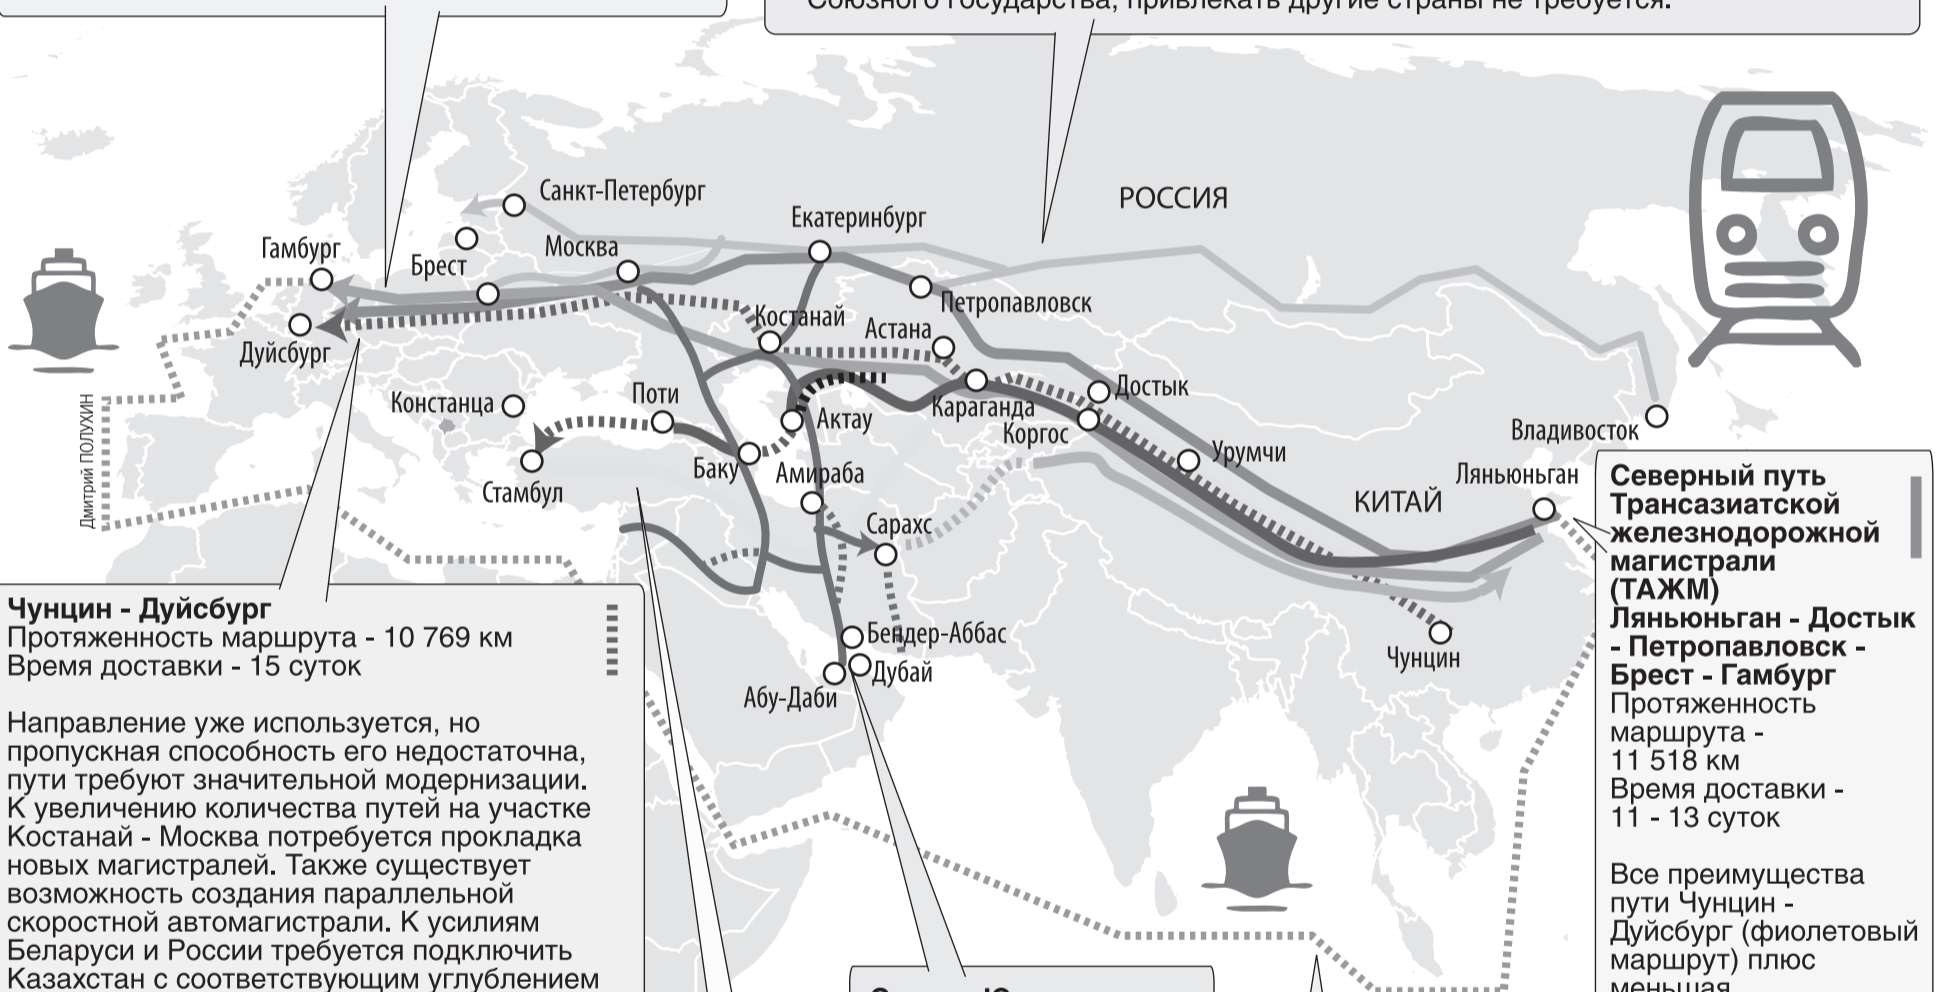 Союзного государства, привлекать другие страны не требуется.
Санкт-Петербург
РОССИЯ
Екатеринбург
Гамбург
Москва
Брест
Петропавловск
Костанай
Астана
Дуйсбург
Достык
Констанца
Поти
Актау
Караганда
Коргос
Владивосток
Урумчи
Баку
Амираба
Ляньюньган
Стамбул
КИТАЙ
Сарахс
Дмитрий ПОЛУХИН
Бендер-Аббас
Чунцин
Дубай
Абу-Даби
Чунцин - Дуйсбург
Протяженность маршрута - 10 769 км
Время доставки - 15 суток
Направление уже используется, но
пропускная способность его недостаточна,
пути требуют значительной модернизации.
К увеличению количества путей на участке
Костанай - Москва потребуется прокладка
новых магистралей. Также существует
возможность создания параллельной
скоростной автомагистрали. К усилиям
Беларуси и России требуется подключить
Казахстан с соответствующим углублением
Северный путь
Трансазиатской
железнодорожной
магистрали
(ТАЖМ)
Ляньюньган - Достык
- Петропавловск -
Брест - Гамбург
Протяженность
маршрута -
11 518 км
Время доставки -
11 - 13 суток
Все преимущества
пути Чунцин -
Дуйсбург (фиолетовый
маршрут) плюс
меньшая